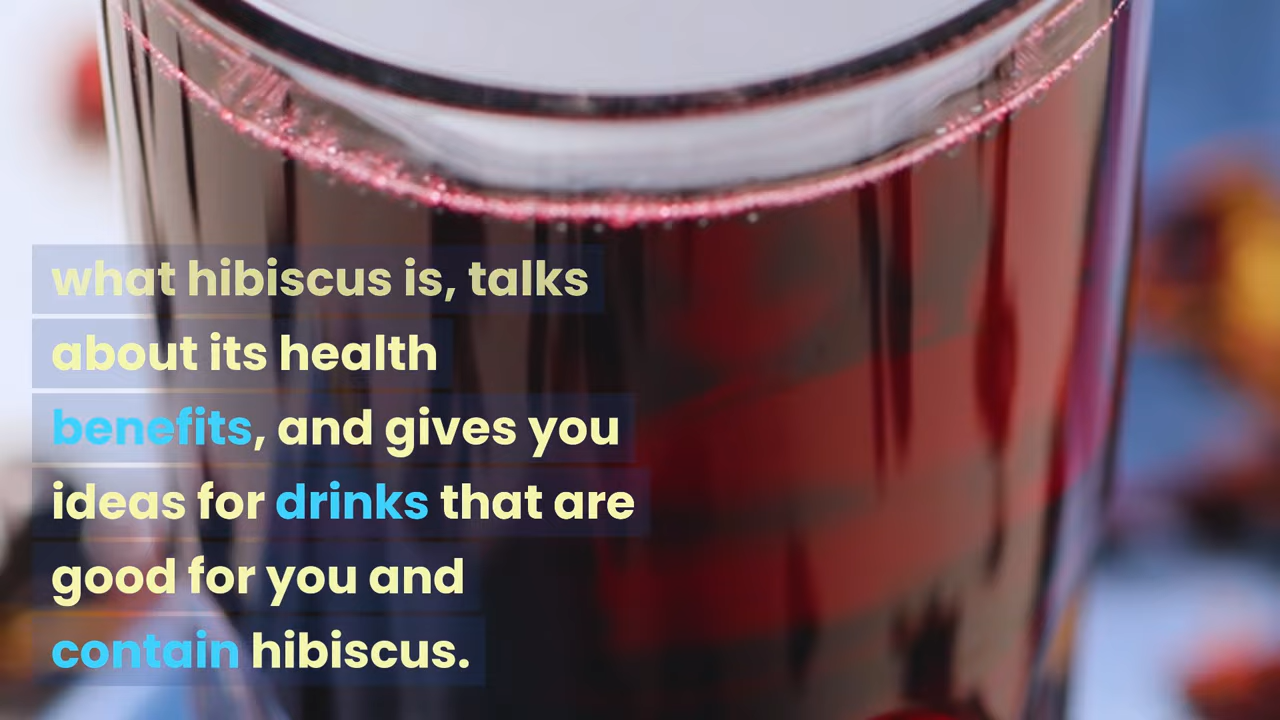 what hibiscus is, talks
about its health
benefits, and gives you
ideas for drinks that are
good for you and
contain hibiscus.